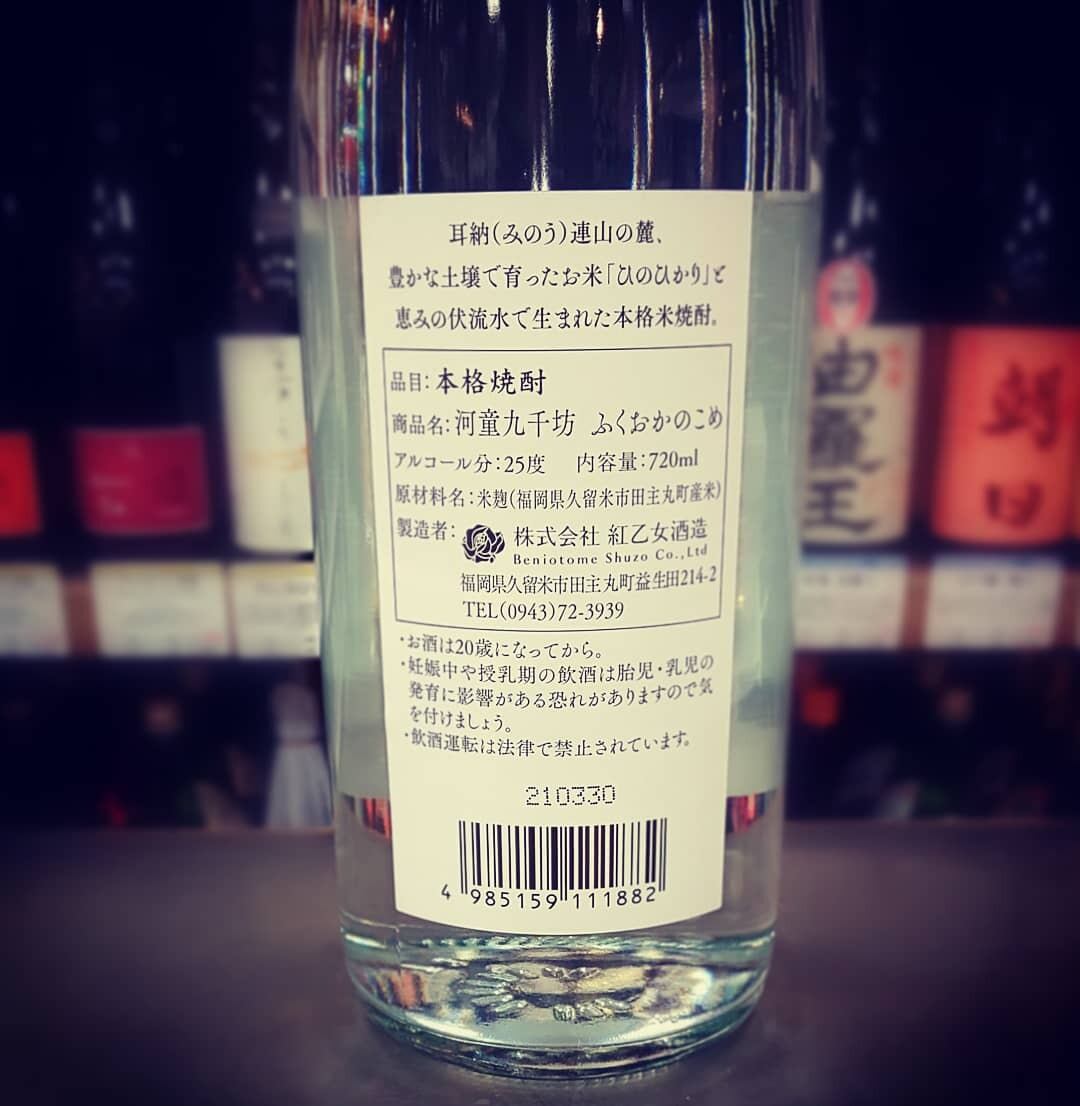 耳納（みのう）連山の麓、
豊かな土壌で育ったお米「ひのひかり」と
恵みの伏流水で生まれた本格米焼酎。
品目：本格焼酎
商品名：河童九千坊 ふくおかのこめ
アルコール分：25度 内容量：720ml
原材料名：米麹（福岡県久留米市田主丸町産米）
製造者：株式会社 紅乙女酒造
Beniotome Shuzo Co.,Ltd
福岡県久留米市田主丸町益生田214-2
TEL(0943)72-3939
・お酒は20歳になってから。
・妊娠中や授乳期の飲酒は胎児・乳児の
発育に影響がある恐れがありますので気
を付けましょう。
・飲酒運転は法律で禁止されています。
210330
4 985159 111882
由羅王
朝日